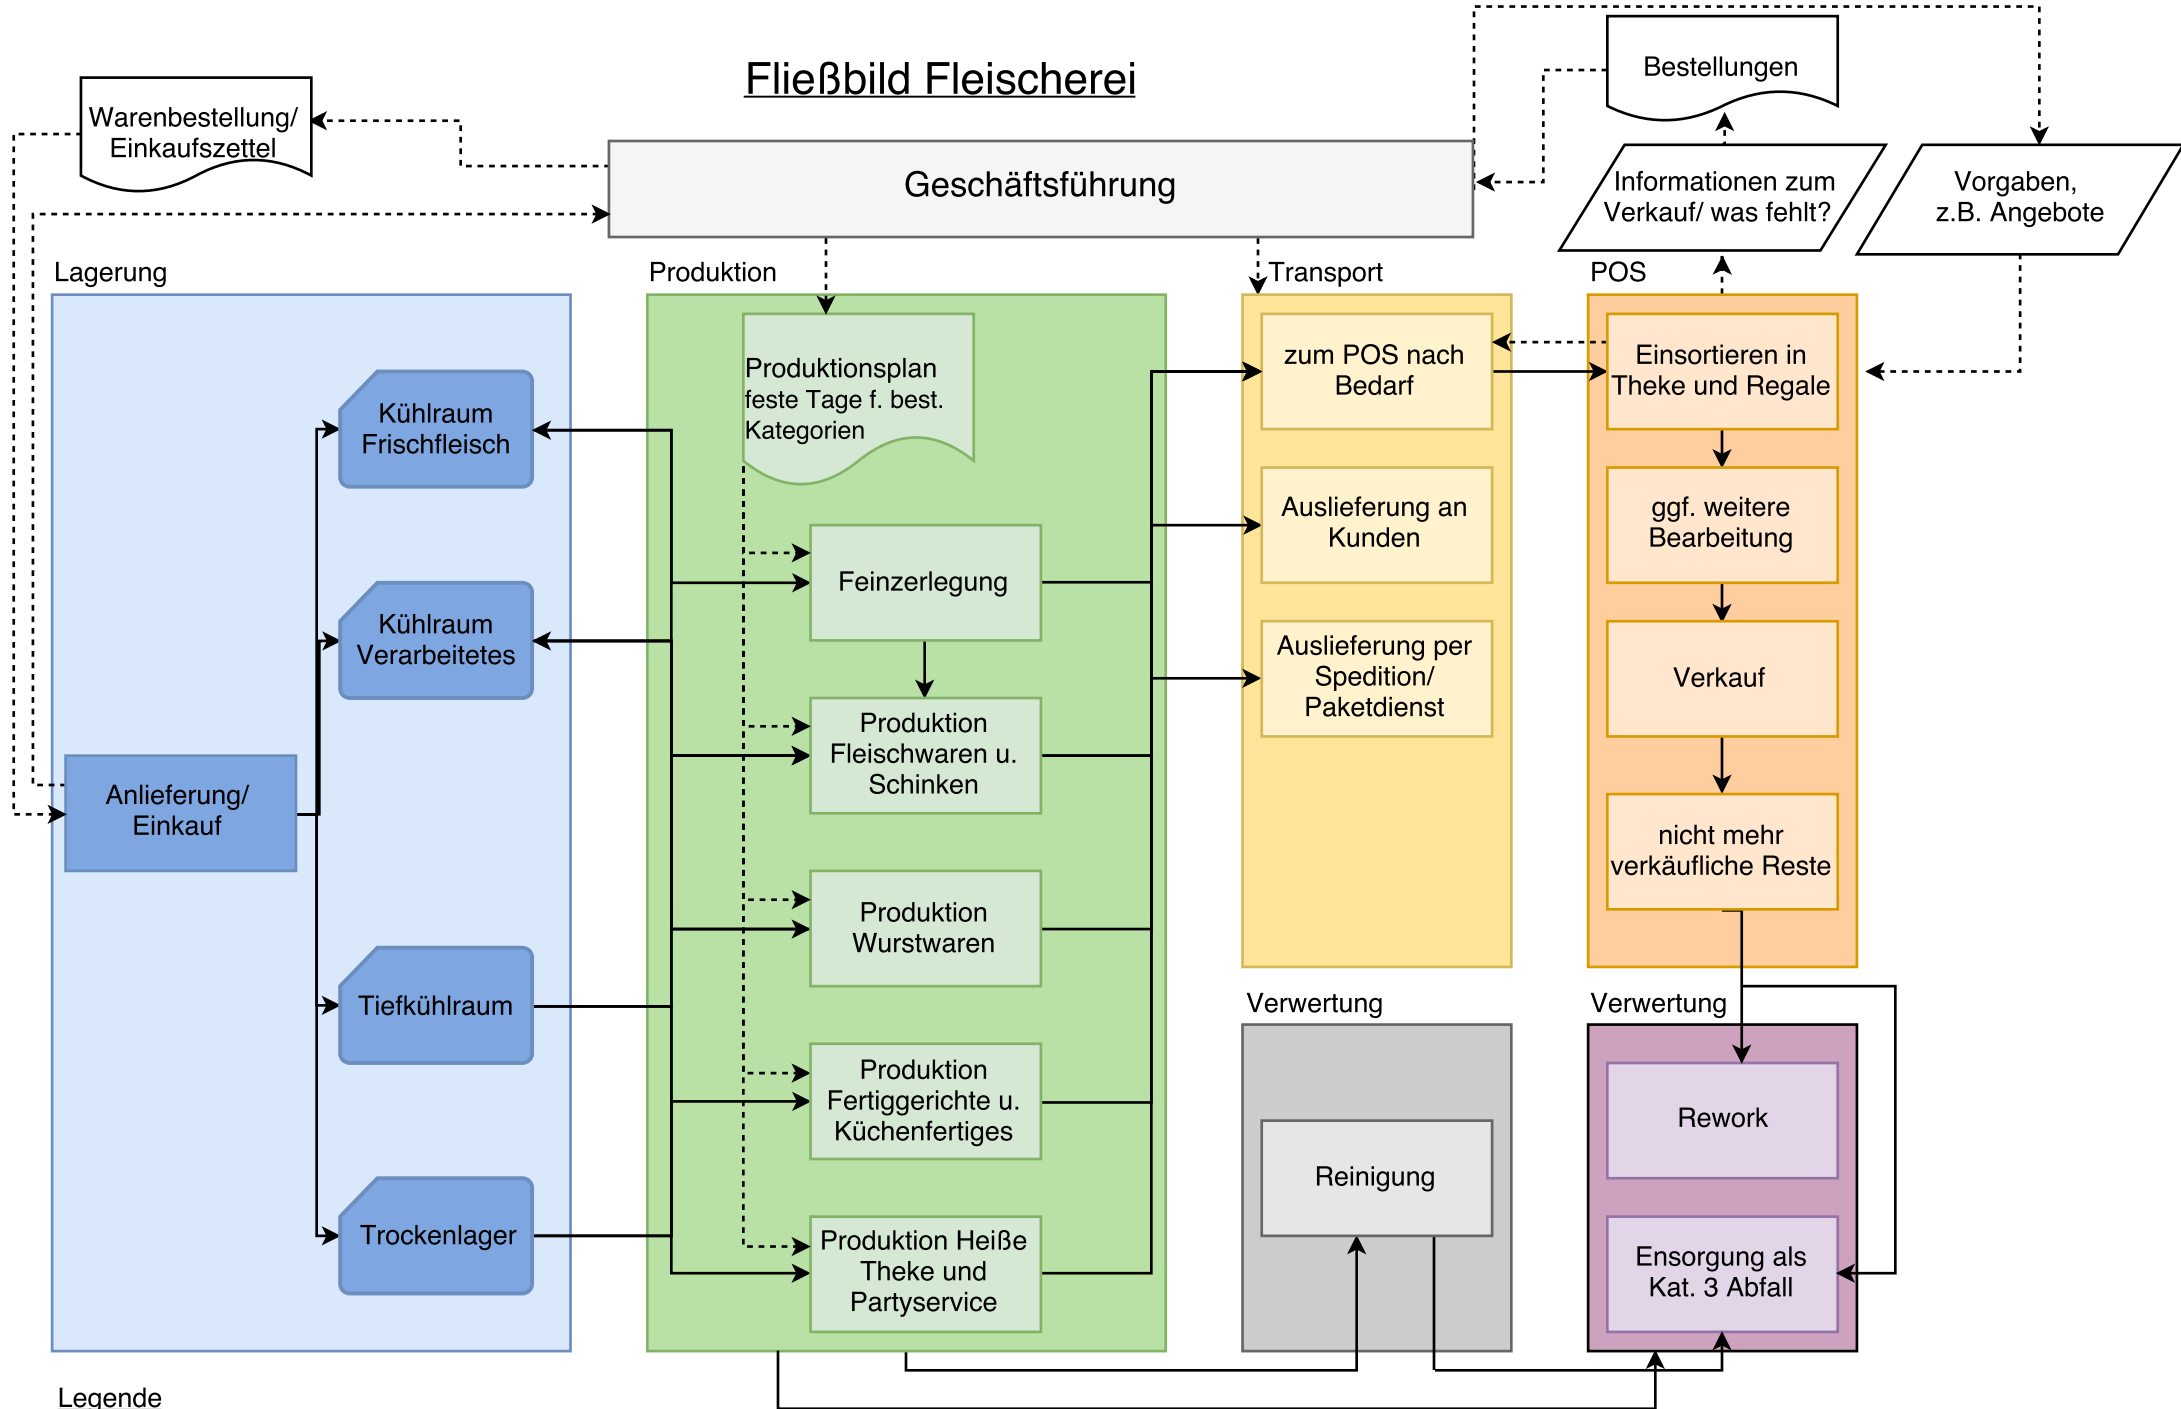 Fließbild Fleischerei
Warenbestellung/
Einkaufszettel
Geschäftsführung
Bestellungen
Informationen zum
Verkauf/ was fehlt?
Vorgaben,
z.B. Angebote
Lagerung
Kühlraum
Frischfleisch
Kühlraum
Verarbeitetes
Anlieferung/
Einkauf
Tiefkühlraum
Trockenlager
Produktion
Produktionsplan
feste Tage f. best.
Kategorien
Feinzerlegung
Produktion
Fleischwaren u.
Schinken
Produktion
Wurstwaren
Produktion
Fertiggerichte u.
Küchenfertiges
Produktion Heiße
Theke und
Partyservice
Transport
zum POS nach
Bedarf
Auslieferung an
Kunden
Auslieferung per
Spedition/
Paketdienst
POS
Einsortieren in
Theke und Regale
ggf. weitere
Bearbeitung
Verkauf
nicht mehr
verkäufliche Reste
Verwertung
Reinigung
Verwertung
Rework
Ensorgung als
Kat. 3 Abfall
Legende